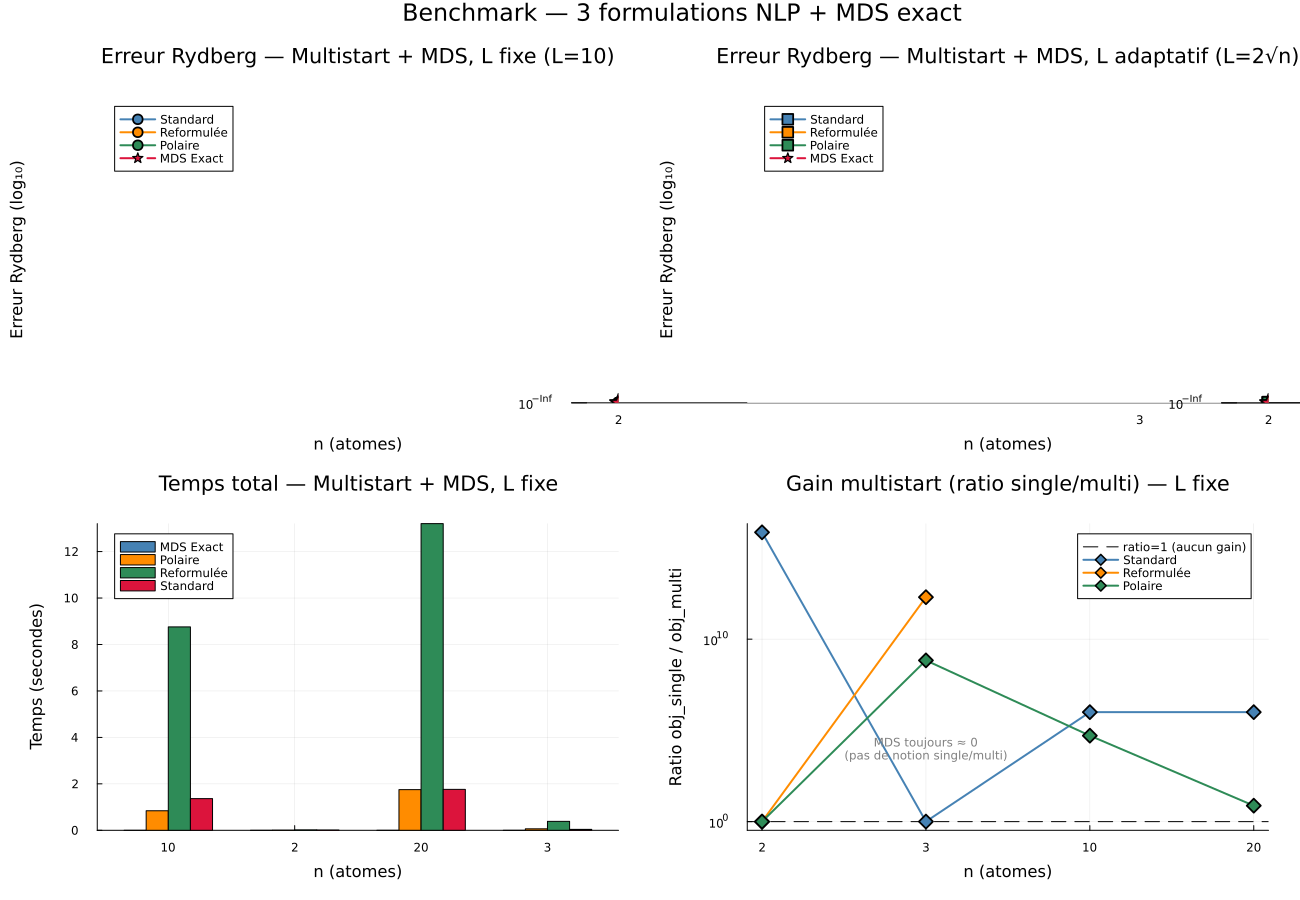 Benchmark — 3 formulations NLP + MDS exact
Erreur Rydberg — Multistart + MDS, L fixe (L=10)
Standard
Reformulée
Polaire
MDS Exact
Erreur Rydberg (log₁₀)
10⁻ᴵⁿᶠ
2
3
n (atomes)
Erreur Rydberg — Multistart + MDS, L adaptatif (L=2√n)
Standard
Reformulée
Polaire
MDS Exact
Erreur Rydberg (log₁₀)
10⁻ᴵⁿᶠ
2
n (atomes)
Temps total — Multistart + MDS, L fixe
MDS Exact
Polaire
Reformulée
Standard
Temps (secondes)
12
10
8
6
4
2
0
10
2
20
3
n (atomes)
Gain multistart (ratio single/multi) — L fixe
ratio=1 (aucun gain)
Standard
Reformulée
Polaire
Ratio obj_single / obj_multi
10¹⁰
MDS toujours ≈ 0
(pas de notion single/multi)
10⁰
2
3
10
20
n (atomes)